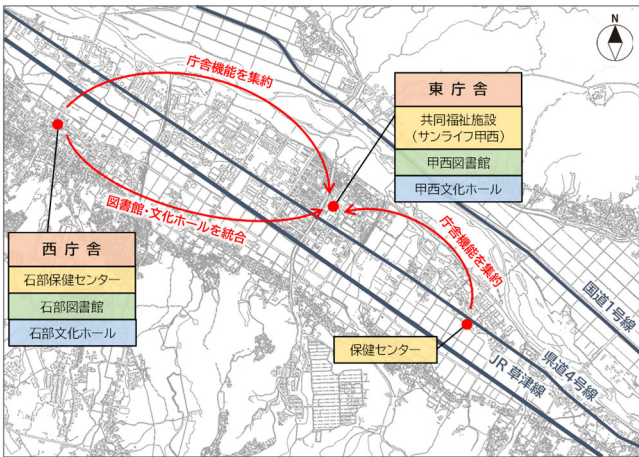 N
庁舎機能を集約
東庁舎
共同福祉施設
(サンライフ甲西)
甲西図書館
甲西文化ホール
図書館・文化ホールを統合
庁舎機能を集約
西庁舎
石部保健センター
石部図書館
石部文化ホール
保健センター
国道1号線
県道4号線
JR草津線